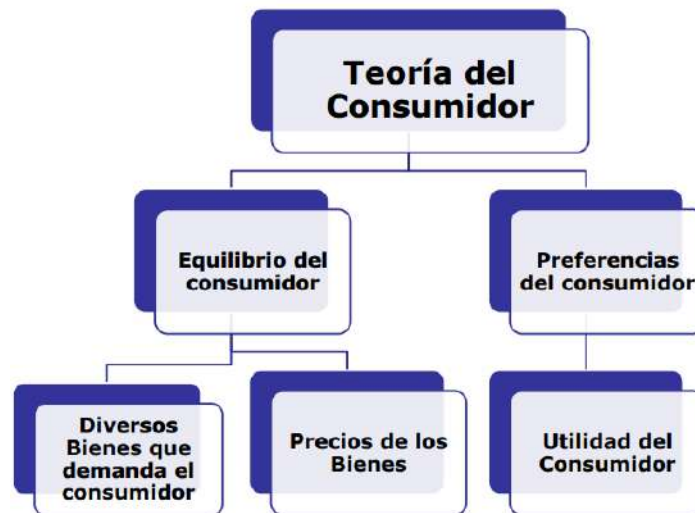 Teoría del
Consumidor
Equilibrio del
consumidor
Preferencias
del consumidor
Diversos
Bienes que
demanda el
consumidor
Precios de los
Bienes
Utilidad del
Consumidor